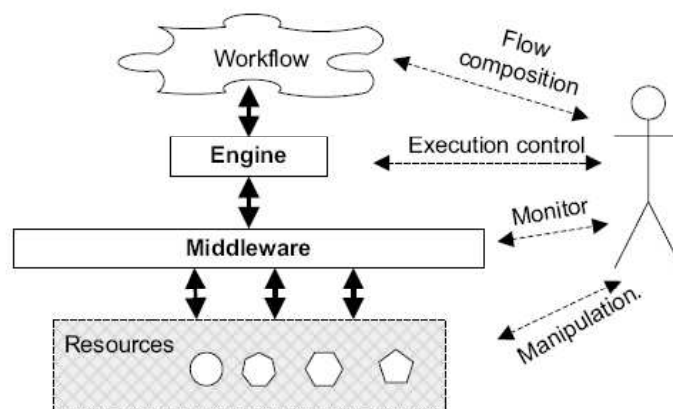 Workflow
Flow
composition
Engine
Execution control
Monitor
Middleware
Manipulation.
Resources